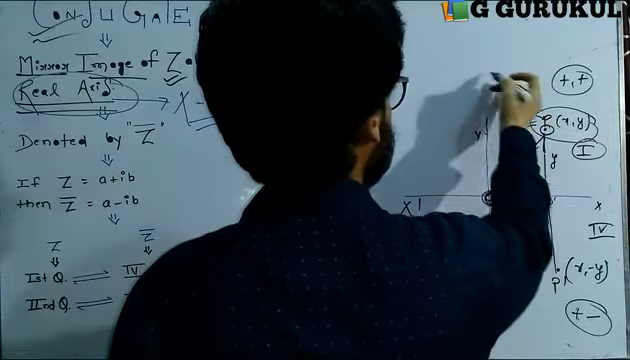 CONJUGATE
G GURUKUL
Mirror Image of Z
Real Axis → X
Denoted by "Z̅"
If Z = a+ib
then Z̅ = a-ib
Z Z̅
Ist Q. ⇌ IV
IInd Q. ⇌
+,+
= P(x,y)
I
Y
y
X' X
IV
P, (x,-y)
+ -